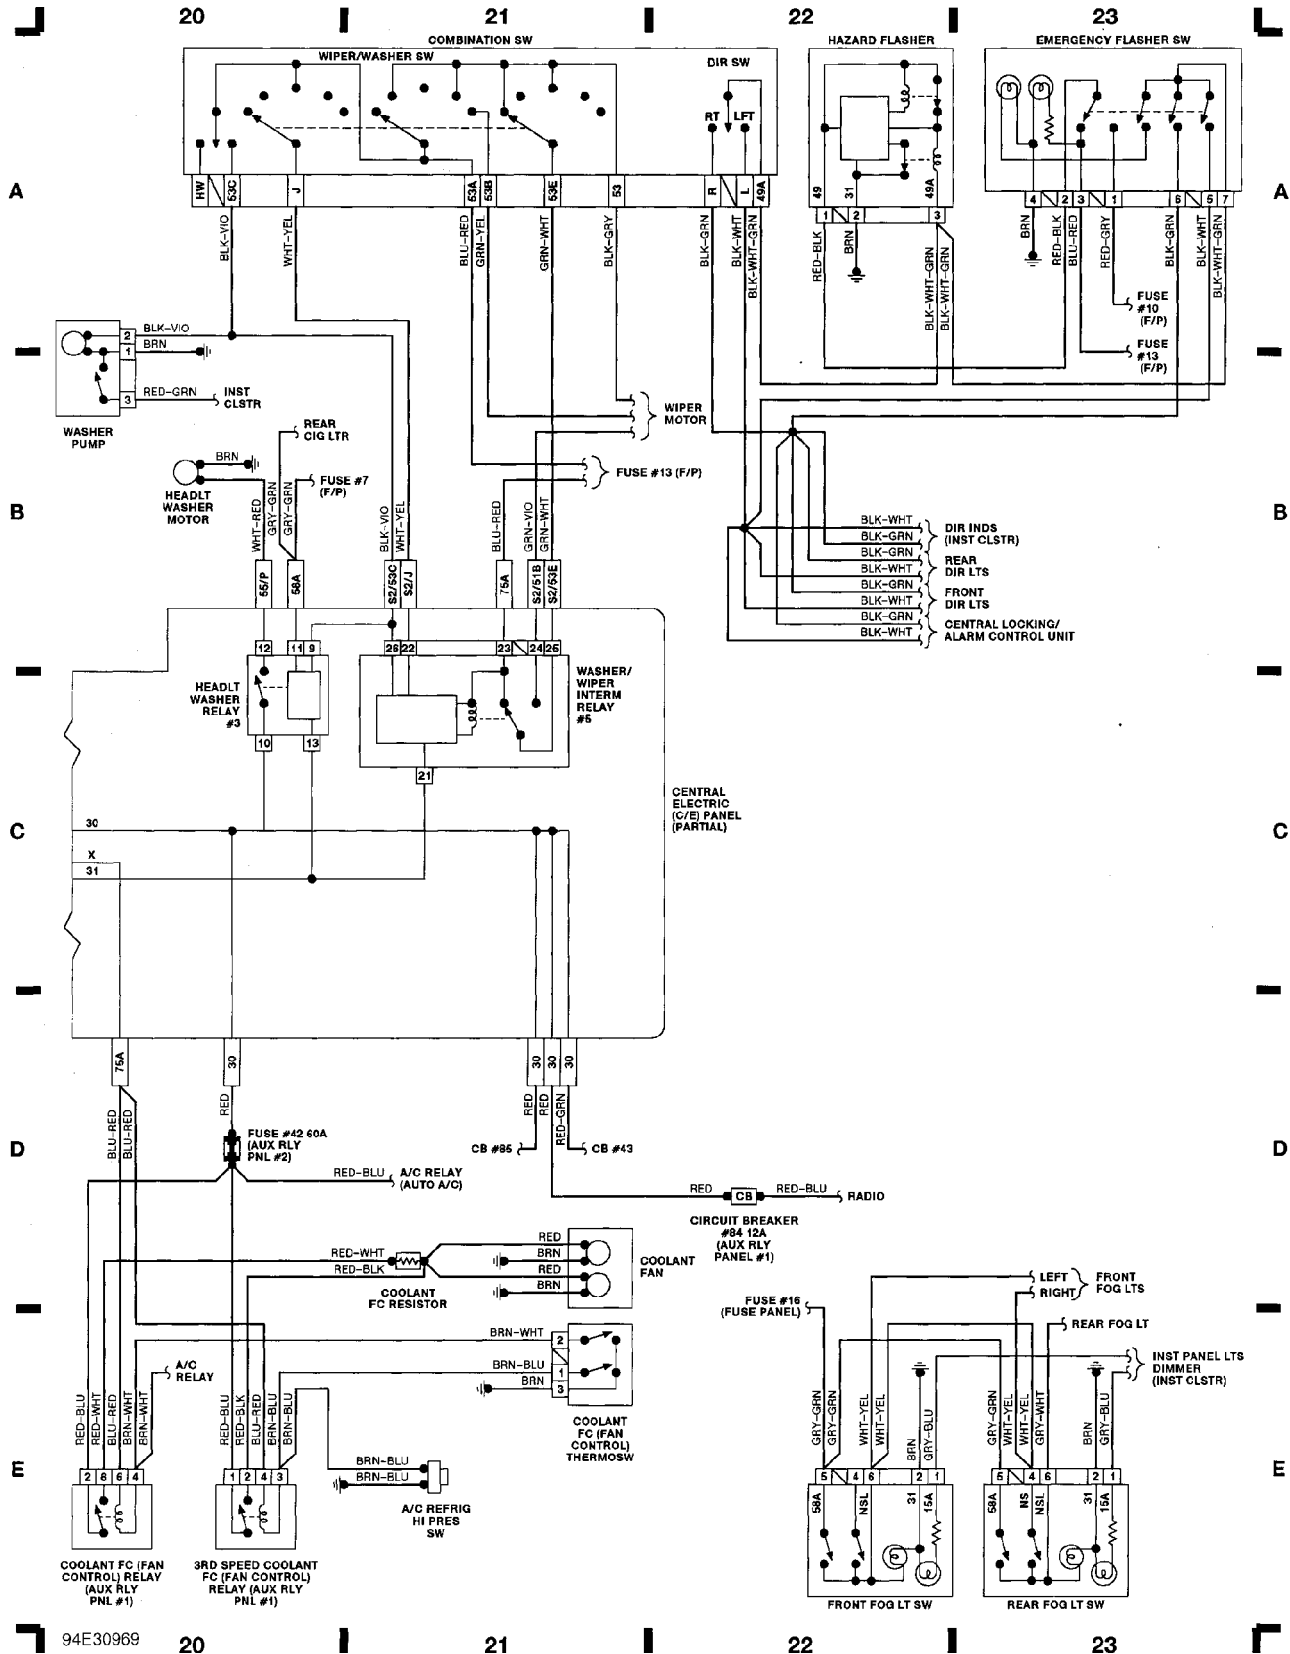 20 21 22 23
COMBINATION SW
WIPER/WASHER SW
DIR SW
RT LFT
HAZARD FLASHER
EMERGENCY FLASHER SW
A
HW 53C J 53A 53B 53E 53 R L 49A
49 31 49A
1 2 3
4 2 3 1 6 5 7
A
BLK-VIO
WHT-YEL
BLU-RED
GRN-YEL
GRN-WHT
BLK-GRY
BLK-GRN
BLK-WHT
BLK-WHT-GRN
RED-BLK
BRN
BLK-WHT-GRN
BLK-WHT-GRN
BRN
RED-BLK
BLU-RED
RED-GRY
BLK-GRN
BLK-WHT
BLK-WHT-GRN
FUSE
#10
(F/P)
FUSE
#13
(F/P)
2 BLK-VIO
1 BRN
3 RED-GRN
INST
CLSTR
WASHER
PUMP
REAR
CIG LTR
WIPER
MOTOR
BRN
FUSE #7
(F/P)
FUSE #13 (F/P)
HEADLT
WASHER
MOTOR
B
B
WHT-RED
GRY-GRN
GRY-GRN
BLK-VIO
WHT-YEL
BLU-RED
GRN-VIO
GRN-WHT
BLK-WHT
BLK-GRN
DIR INDS
(INST CLSTR)
BLK-GRN
BLK-WHT
REAR
DIR LTS
BLK-GRN
BLK-WHT
FRONT
DIR LTS
BLK-GRN
BLK-WHT
CENTRAL LOCKING/
ALARM CONTROL UNIT
55/P 58A S2/53C S2/J 75A S2/51B S2/53E
12 11 9 26 22 23 24 25
HEADLT
WASHER
RELAY
#3
WASHER/
WIPER
INTERM
RELAY
#5
10 13
21
CENTRAL
ELECTRIC
(C/E) PANEL
(PARTIAL)
C
C
30
X
31
75A 30 30 30 30
BLU-RED
BLU-RED
RED
RED
RED
RED-GRN
D
D
FUSE #42 60A
(AUX RLY
PNL #2)
CB #85
CB #43
RED-BLU
A/C RELAY
(AUTO A/C)
RED CB RED-BLU RADIO
CIRCUIT BREAKER
#84 12A
(AUX RLY
PANEL #1)
RED-WHT
RED-BLK
COOLANT
FC RESISTOR
RED
BRN
RED
BRN
COOLANT
FAN
LEFT
RIGHT
FRONT
FOG LTS
FUSE #16
(FUSE PANEL)
REAR FOG LT
BRN-WHT 2
BRN-BLU 1
BRN 3
COOLANT
FC (FAN
CONTROL)
THERMOSW
INST PANEL LTS
DIMMER
(INST CLSTR)
A/C
RELAY
RED-BLU
RED-WHT
BLU-RED
BRN-WHT
BRN-WHT
RED-BLU
RED-BLK
BLU-RED
BRN-BLU
BRN-BLU
GRY-GRN
GRY-GRN
WHT-YEL
WHT-YEL
BRN
GRY-BLU
GRY-GRN
WHT-YEL
WHT-YEL
GRY-WHT
BRN
GRY-BLU
E
E
BRN-BLU
BRN-BLU
A/C REFRIG
HI PRES
SW
2 8 6 4
1 2 4 3
5 4 6 2 1
5 4 6 2 1
58A NSL 31 15A
58A NS NSL 31 15A
COOLANT FC (FAN
CONTROL) RELAY
(AUX RLY
PNL #1)
3RD SPEED COOLANT
FC (FAN CONTROL)
RELAY (AUX RLY
PNL #1)
FRONT FOG LT SW
REAR FOG LT SW
94E30969
20 21 22 23